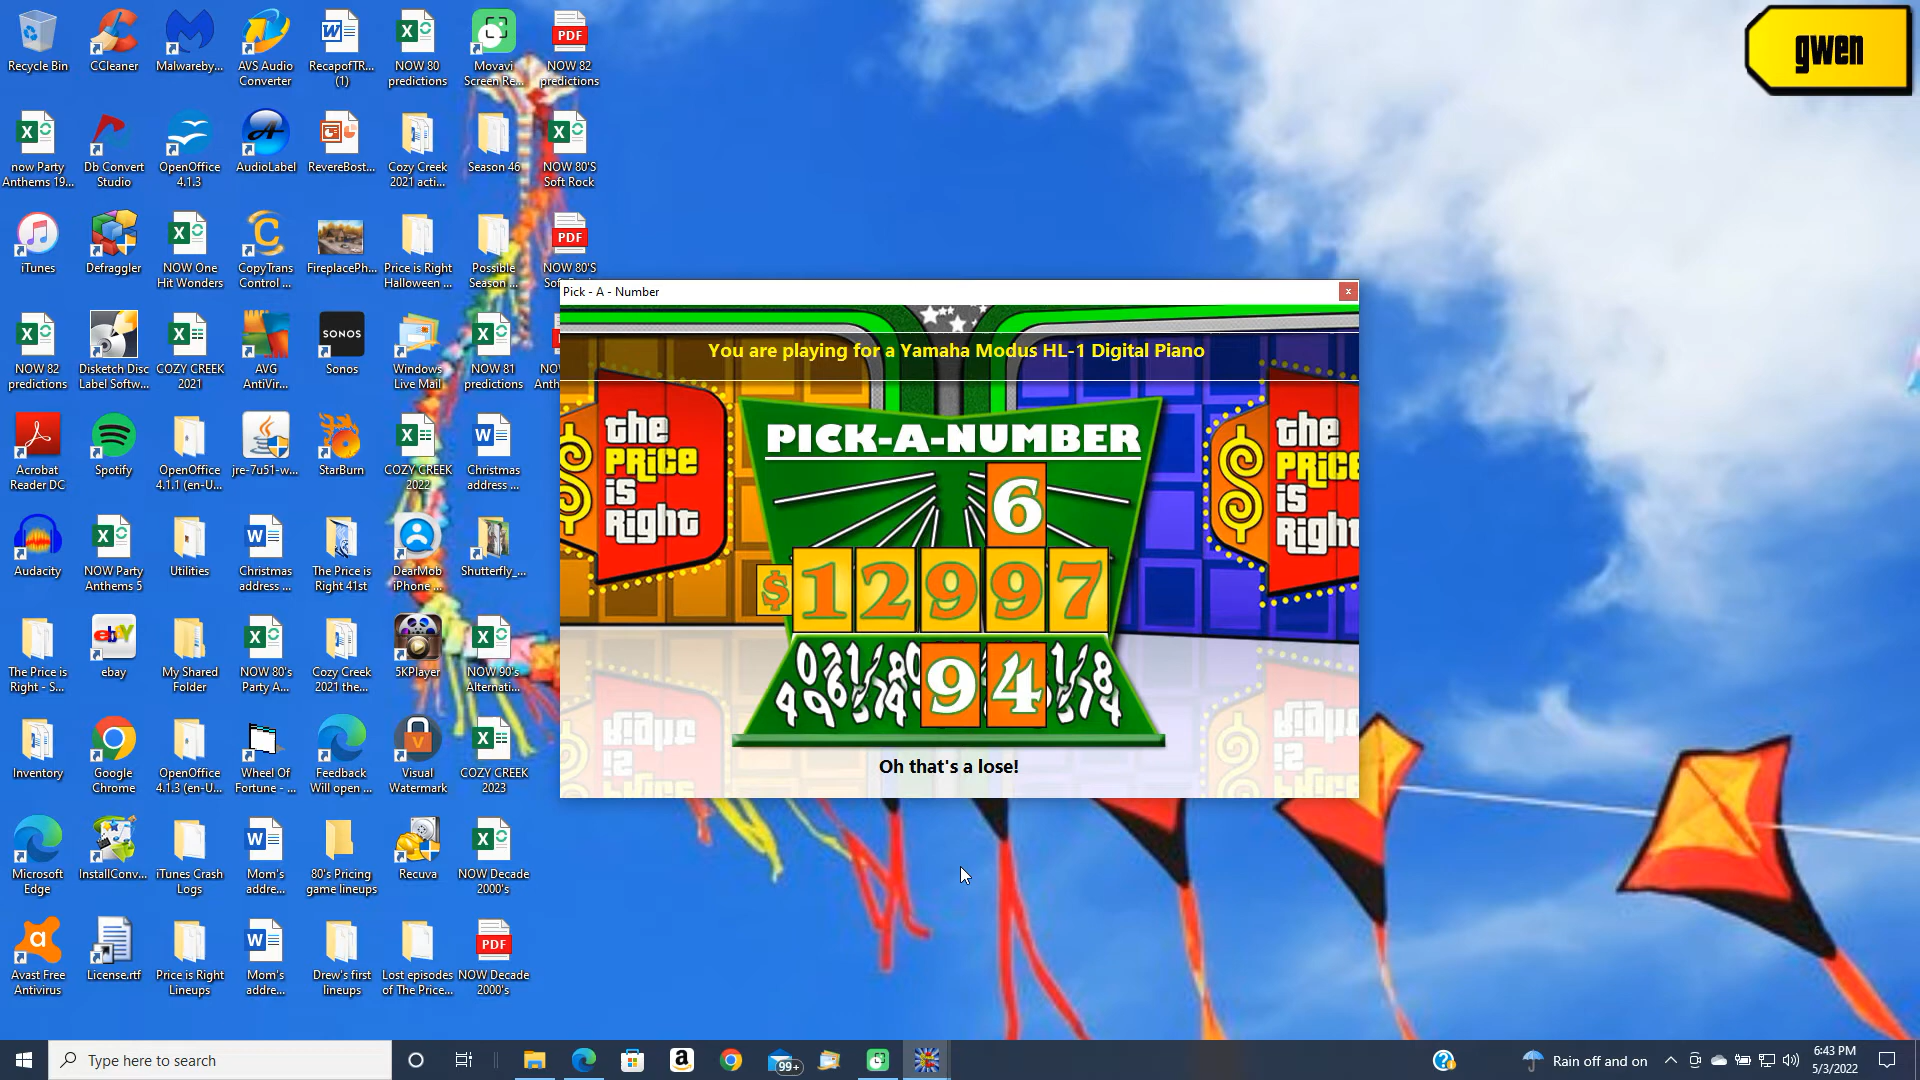 Recycle Bin
CCleaner
Malwareby...
AVS Audio
Converter
RecapofTR...
(1)
NOW 80
predictions
Movavi
Screen Re...
NOW 82
predictions
gwen
now Party
Anthems 19...
Db Convert
Studio
OpenOffice
4.1.3
AudioLabel
RevereBost...
Cozy Creek
2021 acti...
Season 46
NOW 80'S
Soft Rock
iTunes
Defraggler
NOW One
Hit Wonders
CopyTrans
Control ...
FireplacePh...
Price is Right
Halloween ...
Possible
Season ...
NOW 80'S
NOW 82
predictions
Disketch Disc
Label Softw...
COZY CREEK
2021
AVG
AntiVir...
SONOS
Sonos
Windows
Live Mail
NOW 81
predictions
Acrobat
Reader DC
Spotify
OpenOffice
4.1.1 (en-U...
jre-7u51-w...
StarBurn
COZY CREEK
2022
Christmas
address ...
Audacity
NOW Party
Anthems 5
Utilities
Christmas
address ...
The Price is
Right 41st
DearMob
iPhone ...
Shutterfly_...
The Price is
Right - S...
ebay
ebay
My Shared
Folder
NOW 80's
Party A...
Cozy Creek
2021 the...
5KPlayer
NOW 90's
Alternati...
Inventory
Google
Chrome
OpenOffice
4.1.3 (en-U...
Wheel Of
Fortune - ...
Feedback
Will open ...
Visual
Watermark
COZY CREEK
2023
Microsoft
Edge
InstallConv...
iTunes Crash
Logs
Mom's
addre...
80's Pricing
game lineups
Recuva
NOW Decade
2000's
Avast Free
Antivirus
License.rtf
Price is Right
Lineups
Mom's
addre...
Drew's first
lineups
Lost episodes
of The Price...
PDF
NOW Decade
2000's
Pick - A - Number
You are playing for a Yamaha Modus HL-1 Digital Piano
the
PRICE
is
Right
PICK-A-NUMBER
6
$12997
9 4
Oh that's a lose!
Type here to search
99+
Rain off and on
6:43 PM
5/3/2022